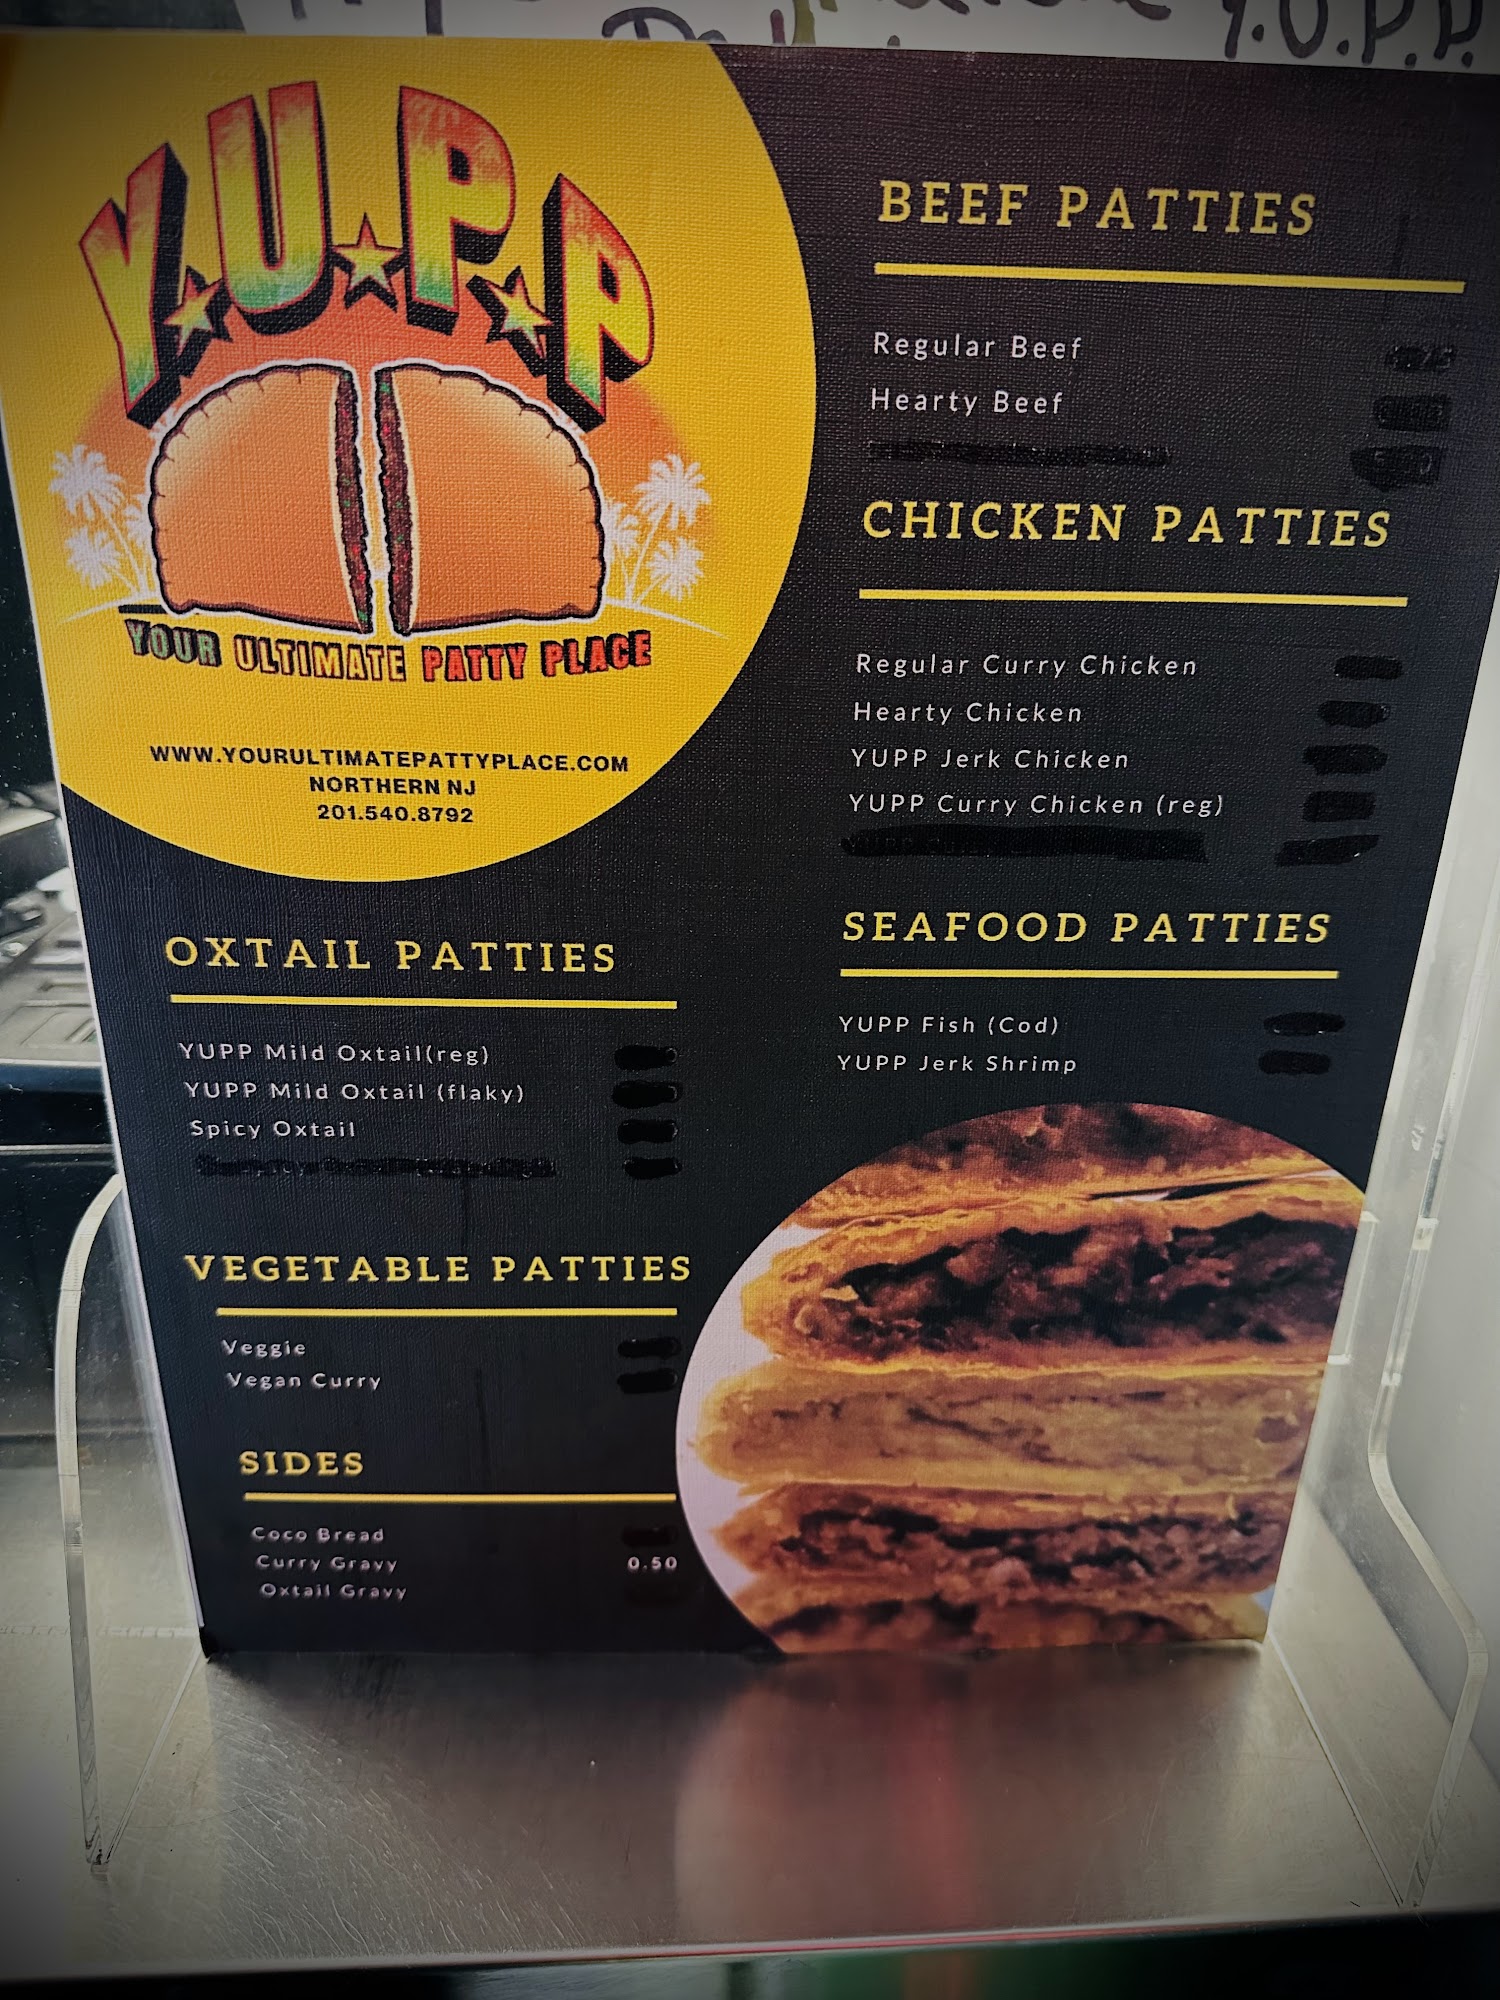 Y.O.P.P.
Y.U.P.P
YOUR ULTIMATE PATTY PLACE
WWW.YOURULTIMATEPATTYPLACE.COM
NORTHERN NJ
201.540.8792
BEEF PATTIES
Regular Beef
Hearty Beef
CHICKEN PATTIES
Regular Curry Chicken
Hearty Chicken
YUPP Jerk Chicken
YUPP Curry Chicken (reg)
SEAFOOD PATTIES
YUPP Fish (Cod)
YUPP Jerk Shrimp
OXTAIL PATTIES
YUPP Mild Oxtail(reg)
YUPP Mild Oxtail (flaky)
Spicy Oxtail
VEGETABLE PATTIES
Veggie
Vegan Curry
SIDES
Coco Bread
Curry Gravy 0.50
Oxtail Gravy